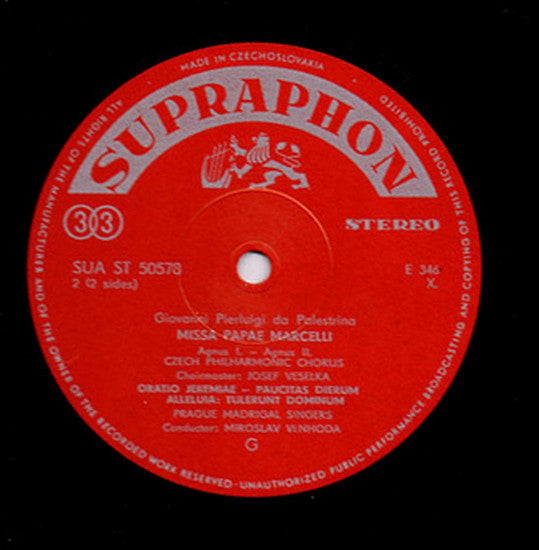 MADE IN CZECHOSLOVAKIA
ALL RIGHTS OF THE MANUFACTURER AND OF THE OWNER OF THE RECORDED WORK RESERVED-UNAUTHORIZED PUBLIC PERFORMANCE BROADCASTING AND COPYING OF THIS RECORD PROHIBITED
SUPRAPHON
33
STEREO
SUA ST 50578
E 346
2 (2 sides)
X.
Giovanni Pierluigi da Palestrina
MISSA PAPAE MARCELLI
Agnus I. – Agnus II.
CZECH PHILHARMONIC CHORUS
Choirmaster: JOSEF VESELKA
ORATIO JEREMIAE – PAUCITAS DIERUM
ALLELUIA: TULERUNT DOMINUM
PRAGUE MADRIGAL SINGERS
Conductor: MIROSLAV VENHODA
G